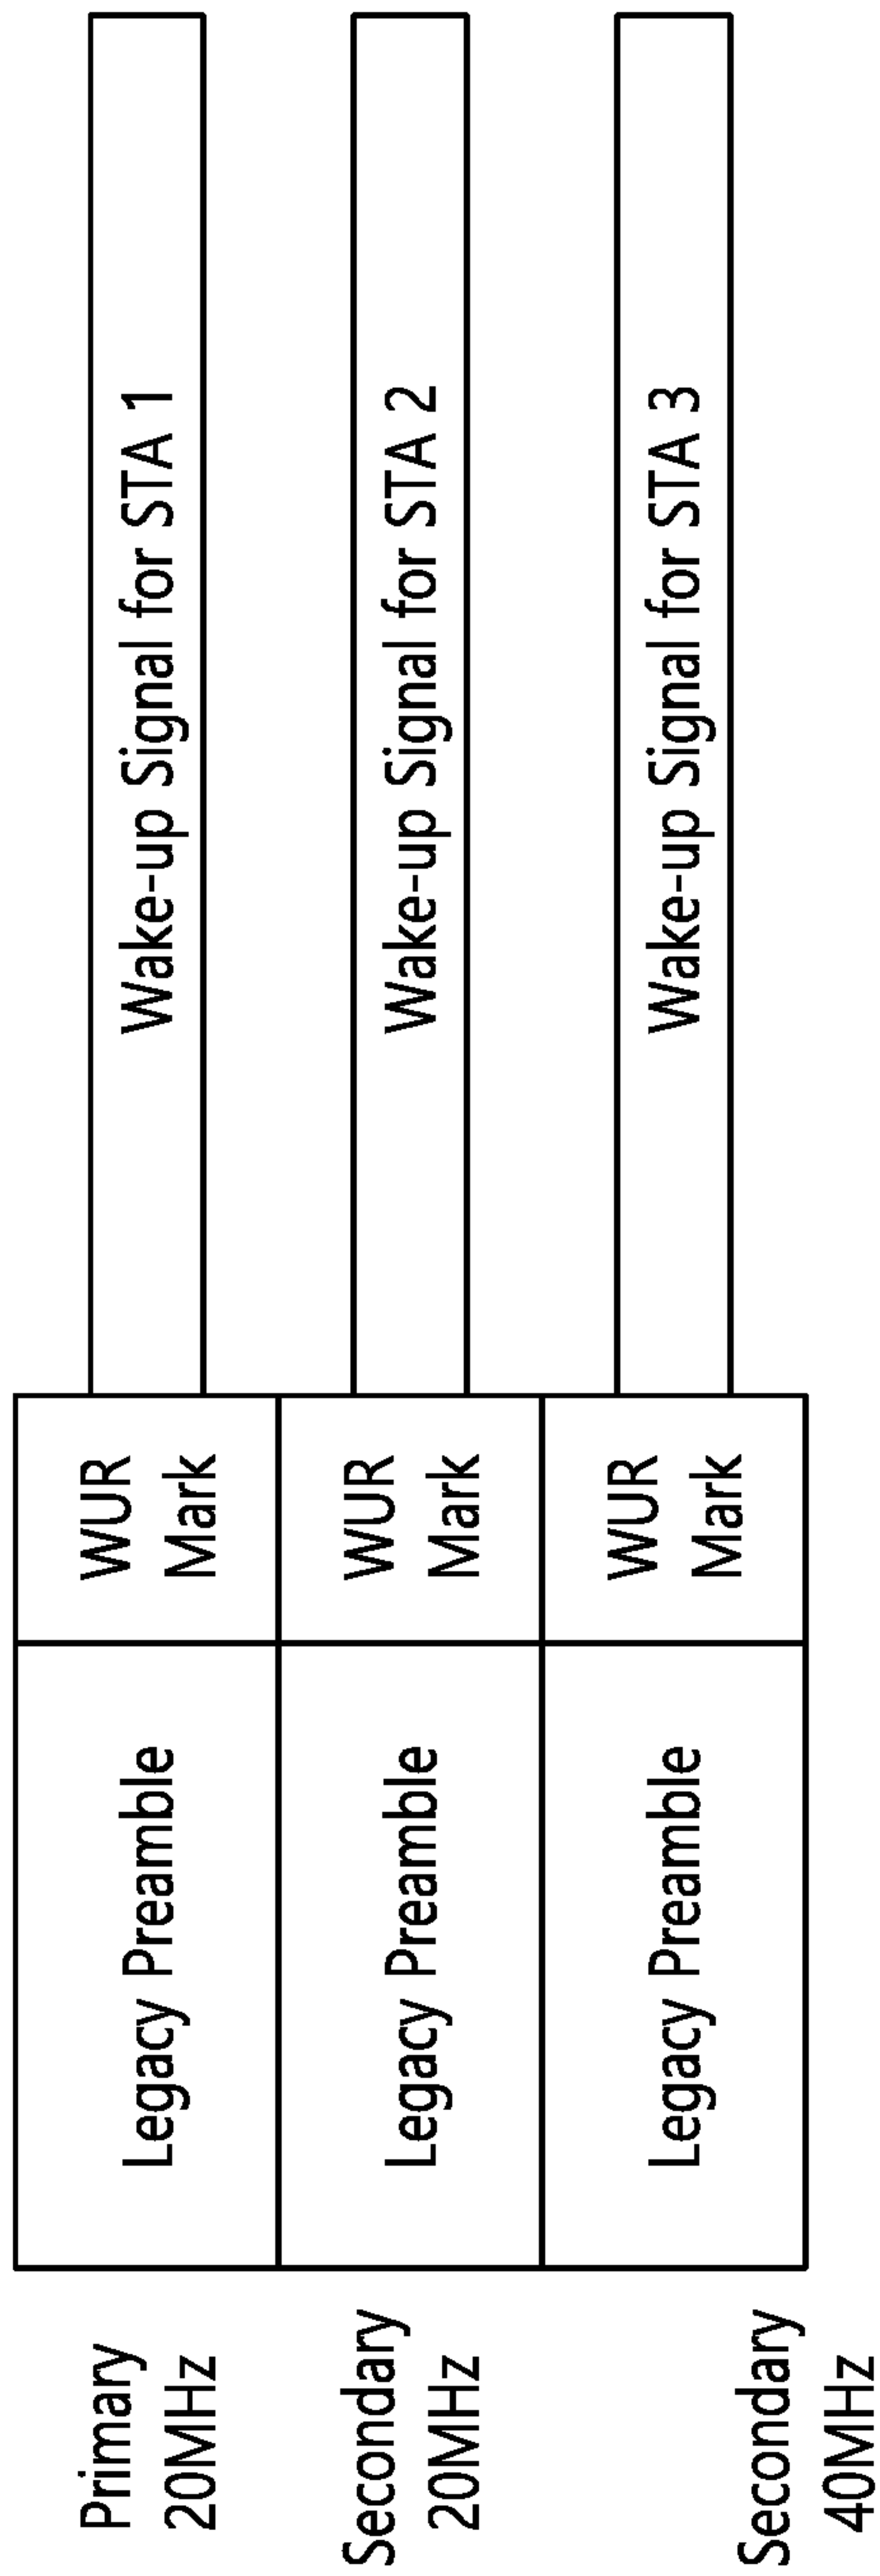 Primary
20MHz
Legacy Preamble
WUR
Mark
Wake-up Signal for STA 1
Secondary
20MHz
Legacy Preamble
WUR
Mark
Wake-up Signal for STA 2
Secondary
40MHz
Legacy Preamble
WUR
Mark
Wake-up Signal for STA 3